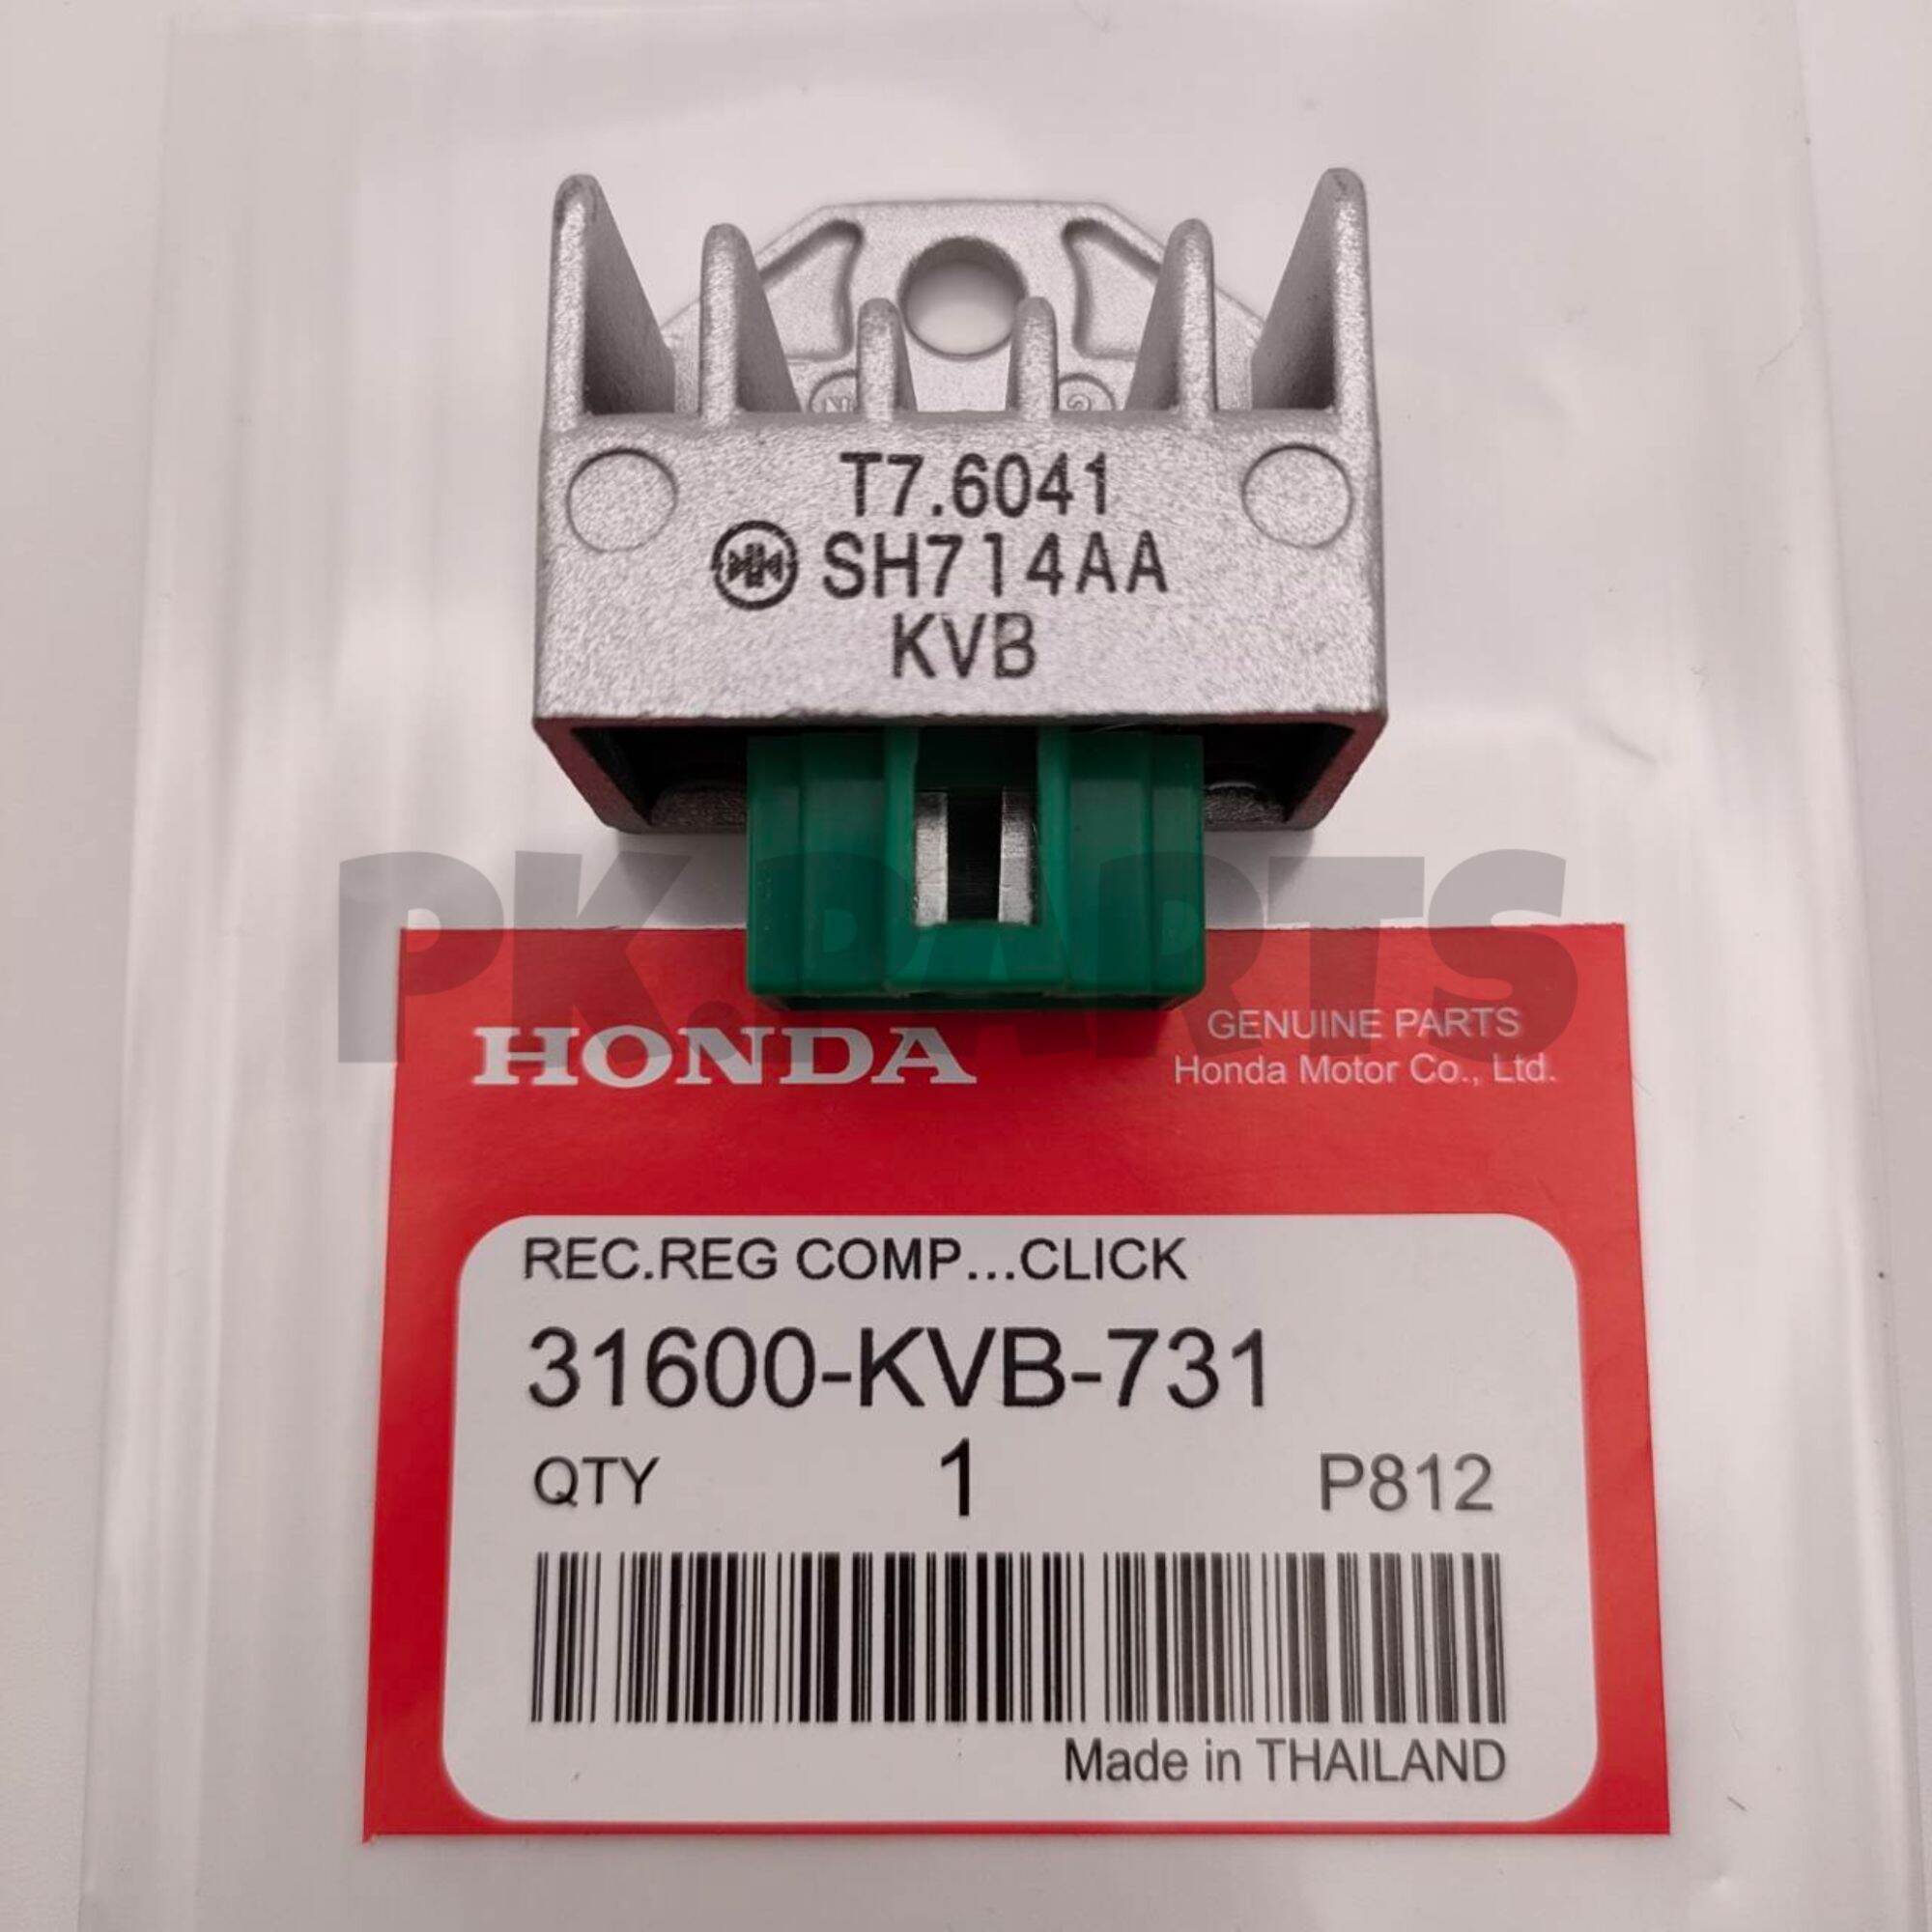 T7.6041
SH714AA
KVB
PK.PARTS
HONDA
GENUINE PARTS
Honda Motor Co., Ltd.
REC.REG COMP...CLICK
31600-KVB-731
QTY 1 P812
Made in THAILAND